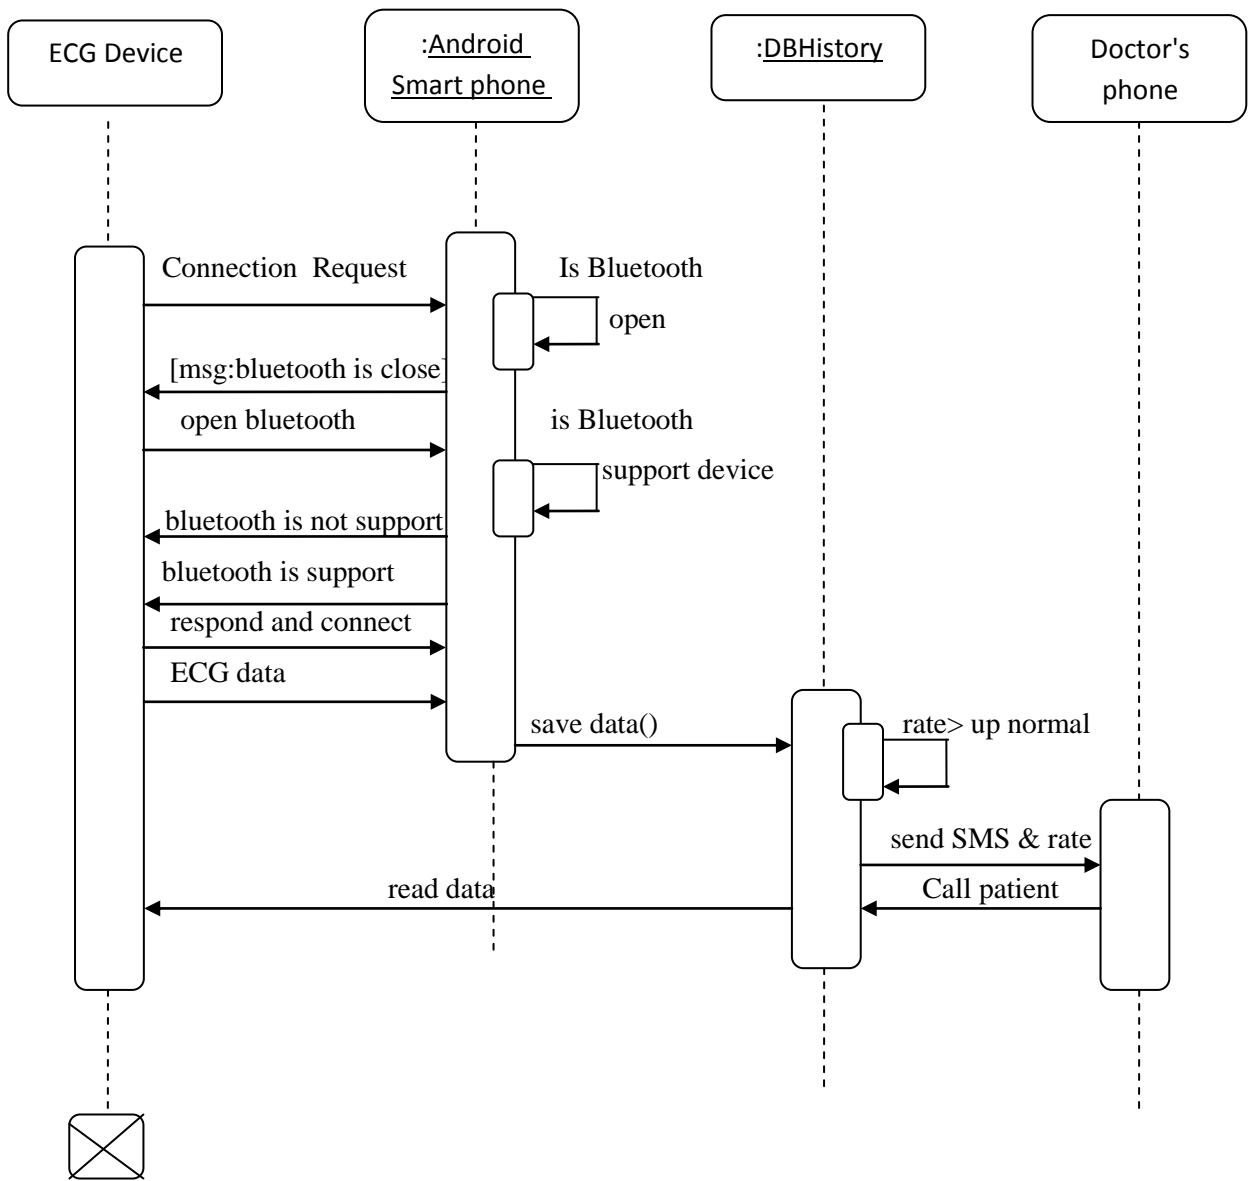 ECG Device
:Android
Smart phone
:DBHistory
Doctor's
phone
Connection Request
Is Bluetooth
open
[msg:bluetooth is close]
open bluetooth
is Bluetooth
support device
bluetooth is not support
bluetooth is support
respond and connect
ECG data
save data()
rate> up normal
send SMS & rate
read data
Call patient